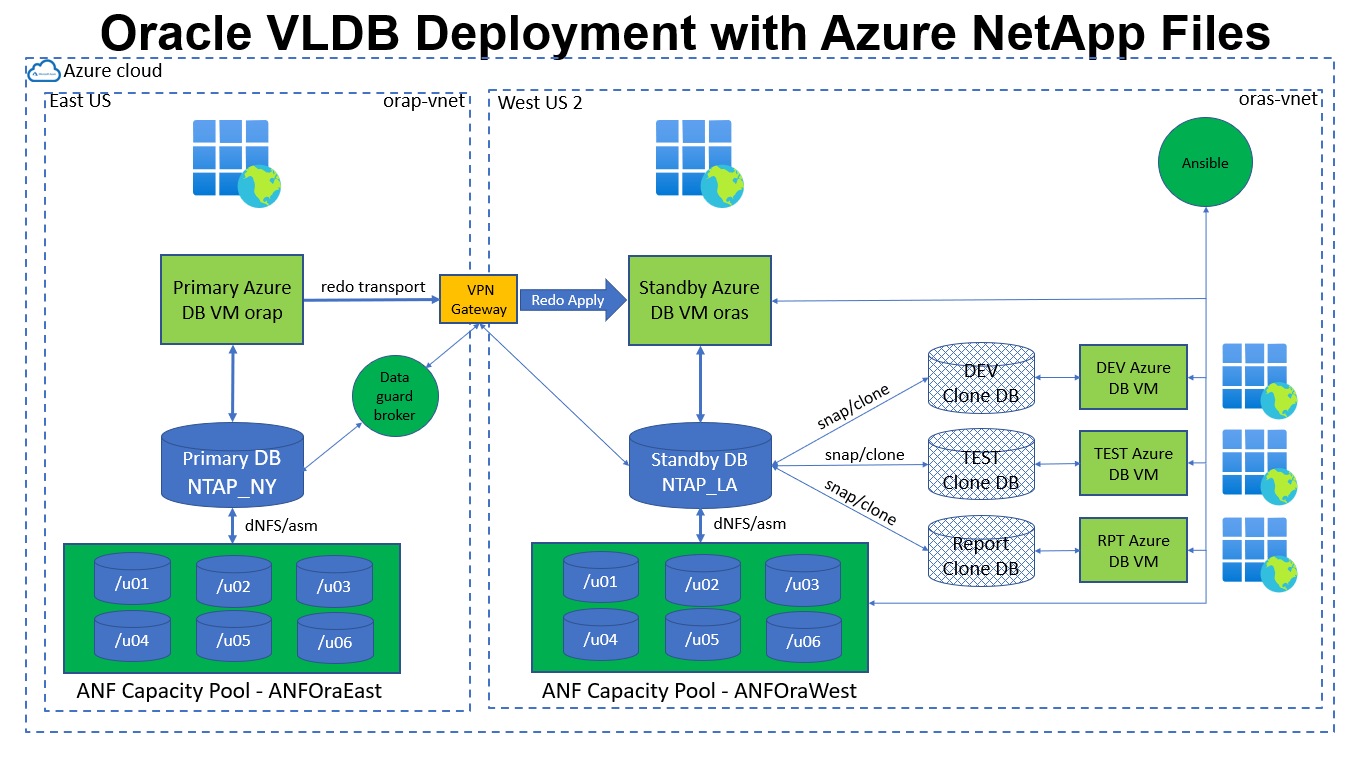 Oracle VLDB Deployment with Azure NetApp Files
Azure cloud
East US
orap-vnet
West US 2
oras-vnet
Ansible
Primary Azure
DB VM orap
redo transport
VPN
Gateway
Redo Apply
Standby Azure
DB VM oras
Data
guard
broker
Primary DB
NTAP_NY
Standby DB
NTAP_LA
snap/clone
snap/clone
snap/clone
DEV
Clone DB
DEV Azure
DB VM
TEST
Clone DB
TEST Azure
DB VM
Report
Clone DB
RPT Azure
DB VM
dNFS/asm
dNFS/asm
/u01
/u02
/u03
/u04
/u05
/u06
ANF Capacity Pool - ANFOraEast
/u01
/u02
/u03
/u04
/u05
/u06
ANF Capacity Pool - ANFOraWest